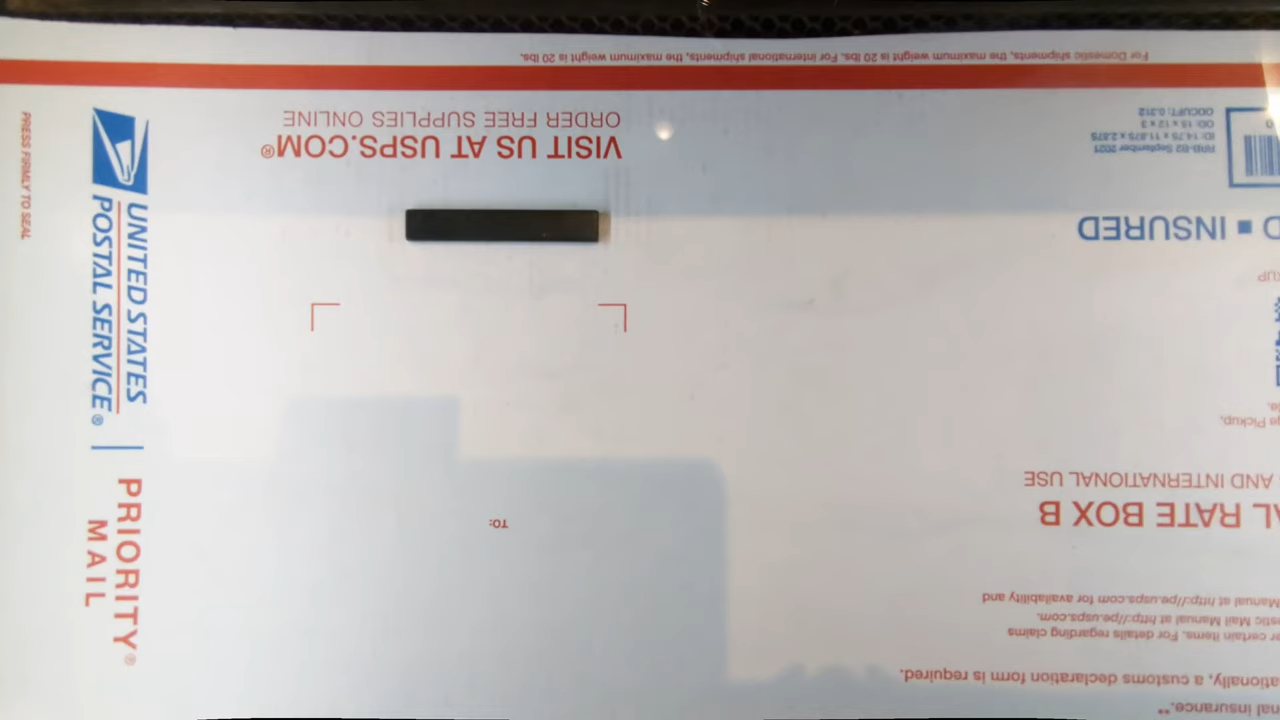 For Domestic shipments, the maximum weight is 20 lbs. For international shipments, the maximum weight is 20 lbs.
ORDER FREE SUPPLIES ONLINE
VISIT US AT USPS.COM®
PRESS FIRMLY TO SEAL
UNITED STATES
POSTAL SERVICE®
PRIORITY®
MAIL
TO:
RRB-B2 September 2021
ID: 14.75 x 11.875 x 2.875
OD: 15 x 12 x 3
ODCUFT: 0.312
INSURED
Pickup,
RATE BOX B
AND INTERNATIONAL USE
nal insurance.**
ationally, a customs declaration form is required.
certain items. For details regarding claims
Mail Manual at http://pe.usps.com.
Manual at http://pe.usps.com for availability and